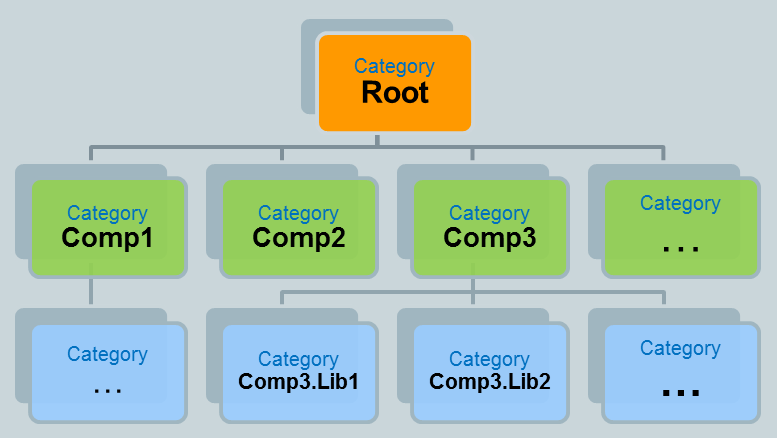 Category
Root
Category
Comp1
Category
Comp2
Category
Comp3
Category
...
Category
...
Category
Comp3.Lib1
Category
Comp3.Lib2
Category
...